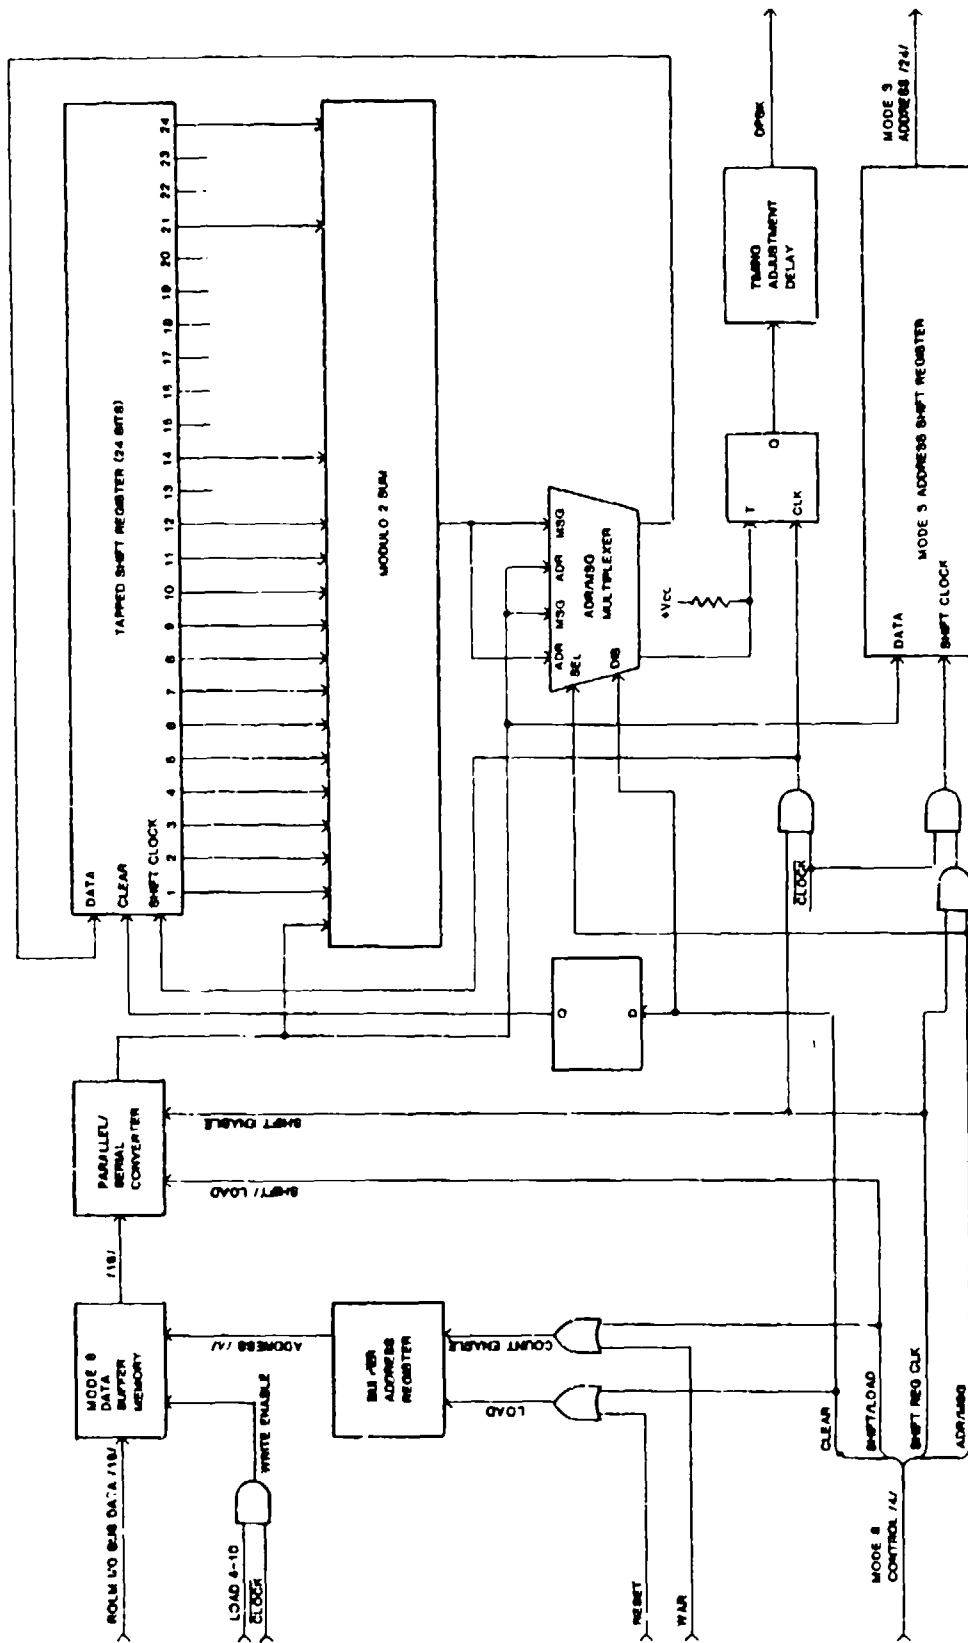 ROLM I/O BUS DATA /16/
LOAD 4-10
CLOCK
WRITE ENABLE
MODE S
DATA
BUFFER
MEMORY
/16/
PARALLEL/
SERIAL
CONVERTER
SHIFT / LOAD
SHIFT ENABLE
DATA
CLEAR
SHIFT CLOCK
TAPPED SHIFT REGISTER (24 BITS)
1 2 3 4 5 6 7 8 9 10 11 12 13 14 15 16 17 18 19 20 21 22 23 24
MODULO 2 SUM
ADDRESS /4/
BUFFER
ADDRESS
REGISTER
LOAD
COUNT ENABLE
RESET
WAR
Q
D
ADR MSG ADR MSG
SEL
ADR/MSG
MULTIPLEXER
DIS
+Vcc
T
Q
CLK
TIMING
ADJUSTMENT
DELAY
DPSK
CLOCK
CLEAR
SHIFT/LOAD
SHIFT REG CLK
ADR/MSG
MODE S
CONTROL /4/
DATA
SHIFT CLOCK
MODE S ADDRESS SHIFT REGISTER
MODE S
ADDRESS /24/